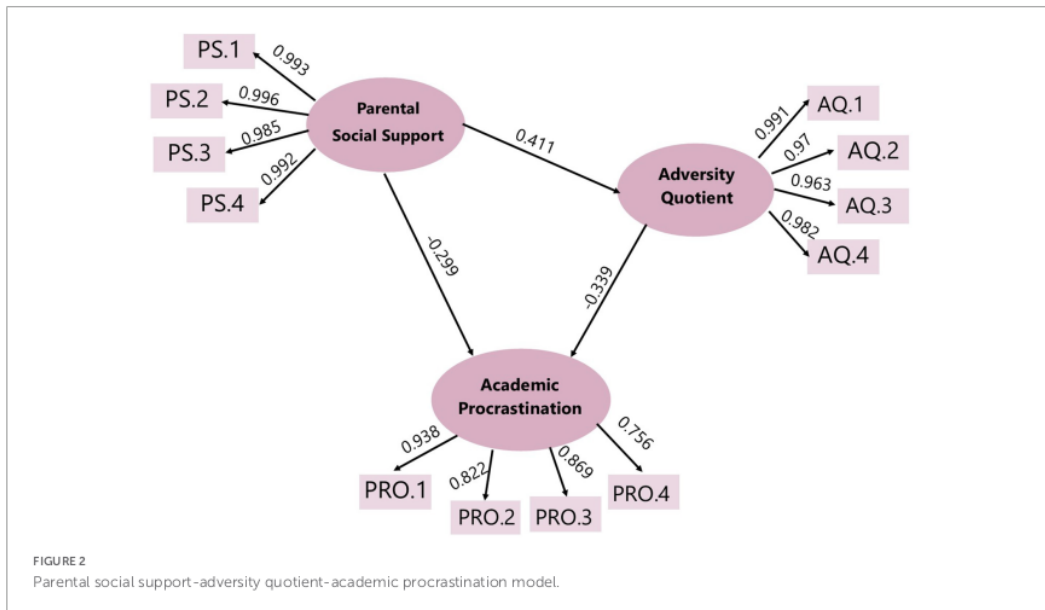 PS.1
0.993
PS.2
0.996
PS.3
0.985
PS.4
0.992
Parental
Social Support
0.411
Adversity
Quotient
0.991
AQ.1
0.97
AQ.2
0.963
AQ.3
0.982
AQ.4
-0.299
-0.339
Academic
Procrastination
0.938
PRO.1
0.822
PRO.2
0.869
PRO.3
0.756
PRO.4
FIGURE 2
Parental social support-adversity quotient-academic procrastination model.